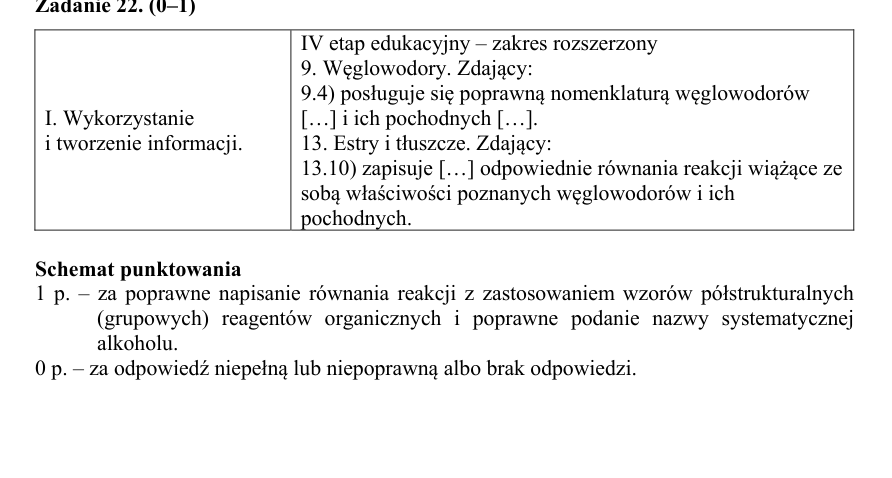 Zadanie 22. (0–1)
I. Wykorzystanie
i tworzenie informacji.
IV etap edukacyjny – zakres rozszerzony
9. Węglowodory. Zdający:
9.4) posługuje się poprawną nomenklaturą węglowodorów
[…] i ich pochodnych […].
13. Estry i tłuszcze. Zdający:
13.10) zapisuje […] odpowiednie równania reakcji wiążące ze
sobą właściwości poznanych węglowodorów i ich
pochodnych.
Schemat punktowania
1 p. – za poprawne napisanie równania reakcji z zastosowaniem wzorów półstrukturalnych
(grupowych) reagentów organicznych i poprawne podanie nazwy systematycznej
alkoholu.
0 p. – za odpowiedź niepełną lub niepoprawną albo brak odpowiedzi.